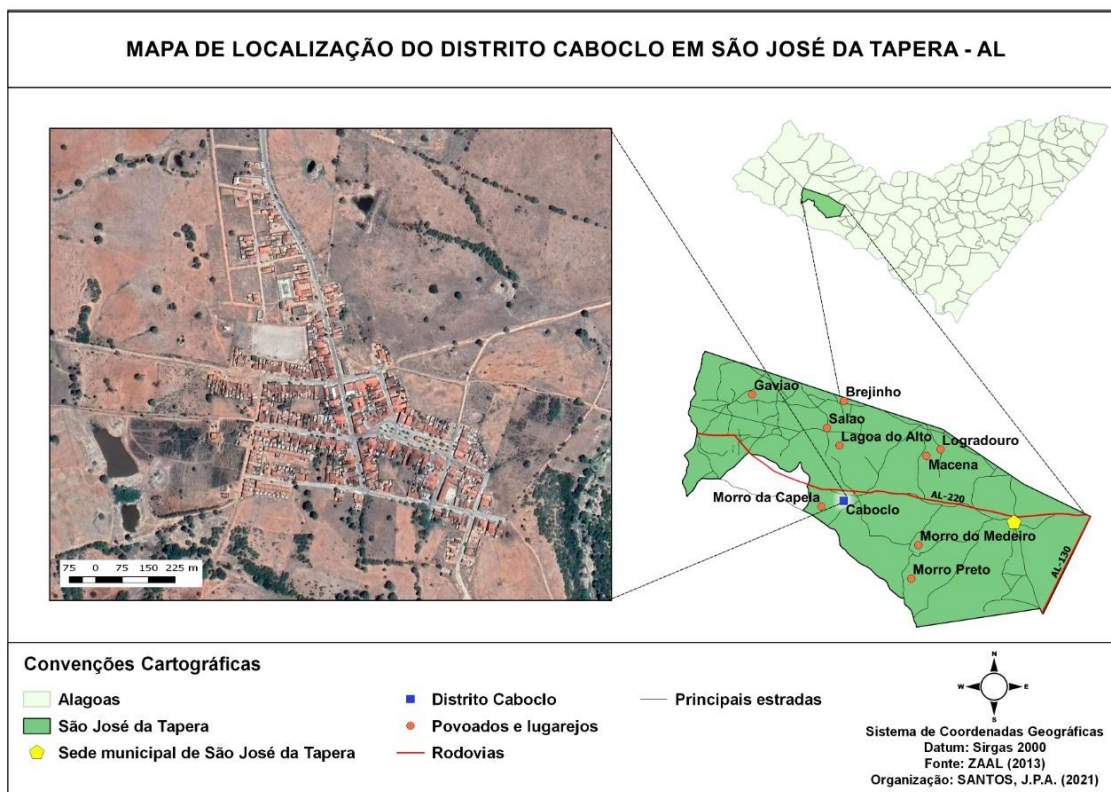 MAPA DE LOCALIZAÇÃO DO DISTRITO CABOCLO EM SÃO JOSÉ DA TAPERA - AL
Gaviao
Brejinho
Salao
Lagoa do Alto
Logradouro
Macena
Morro da Capela
Caboclo
AL-220
Morro do Medeiro
Morro Preto
AL-130
75 0 75 150 225 m
Convenções Cartográficas
Alagoas
São José da Tapera
Sede municipal de São José da Tapera
Distrito Caboclo
Povoados e lugarejos
Rodovias
Principais estradas
N
W E
S
Sistema de Coordenadas Geográficas
Datum: Sirgas 2000
Fonte: ZAAL (2013)
Organização: SANTOS, J.P.A. (2021)